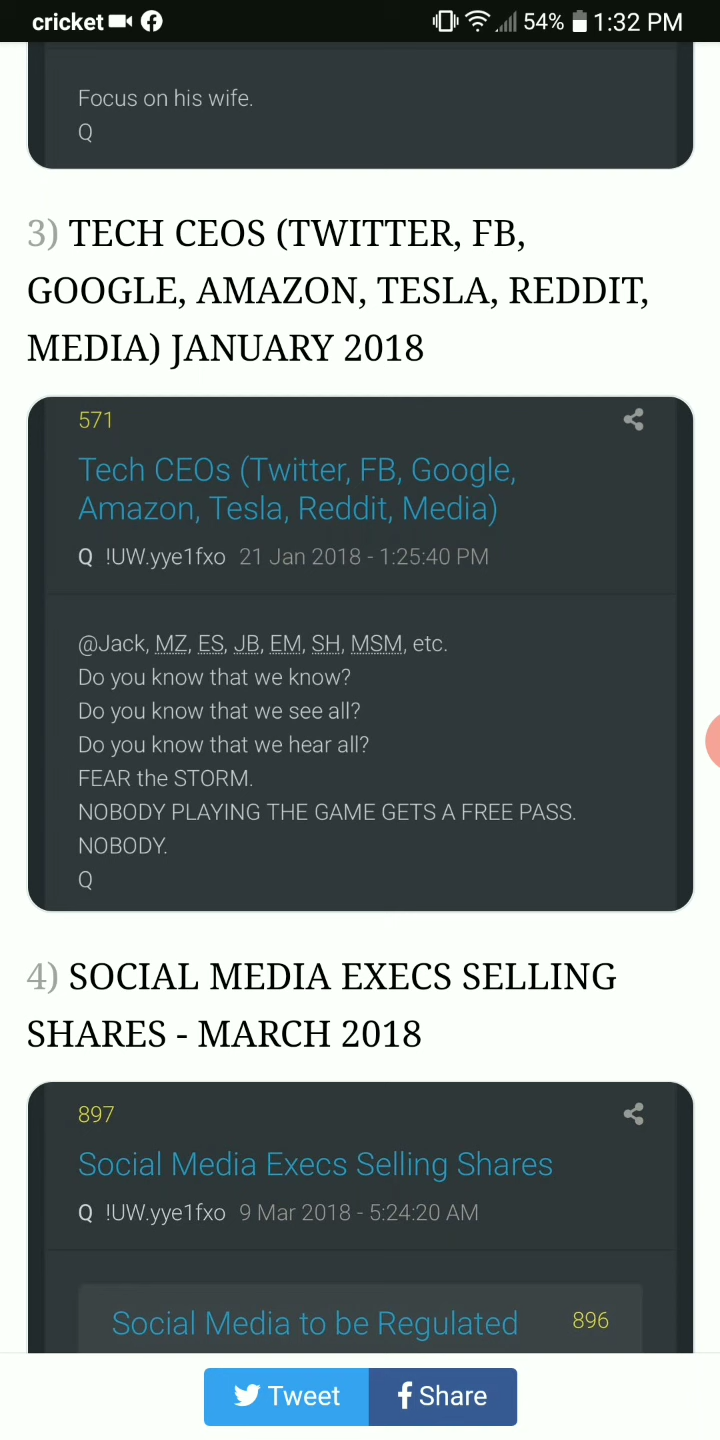 cricket 54% 1:32 PM
Focus on his wife.
Q
3) TECH CEOS (TWITTER, FB,
GOOGLE, AMAZON, TESLA, REDDIT,
MEDIA) JANUARY 2018
571
Tech CEOs (Twitter, FB, Google,
Amazon, Tesla, Reddit, Media)
Q !UW.yye1fxo 21 Jan 2018 - 1:25:40 PM
@Jack, MZ, ES, JB, EM, SH, MSM, etc.
Do you know that we know?
Do you know that we see all?
Do you know that we hear all?
FEAR the STORM.
NOBODY PLAYING THE GAME GETS A FREE PASS.
NOBODY.
Q
4) SOCIAL MEDIA EXECS SELLING
SHARES - MARCH 2018
897
Social Media Execs Selling Shares
Q !UW.yye1fxo 9 Mar 2018 - 5:24:20 AM
Social Media to be Regulated 896
Tweet Share